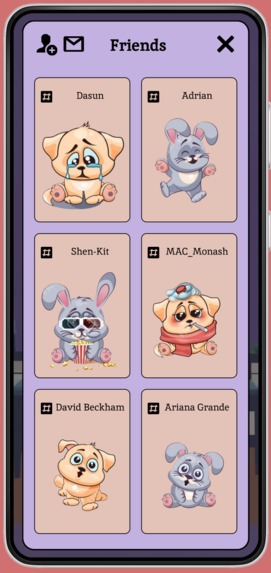 Friends
Dasun
Adrian
Shen-Kit
MAC_Monash
David Beckham
Ariana Grande